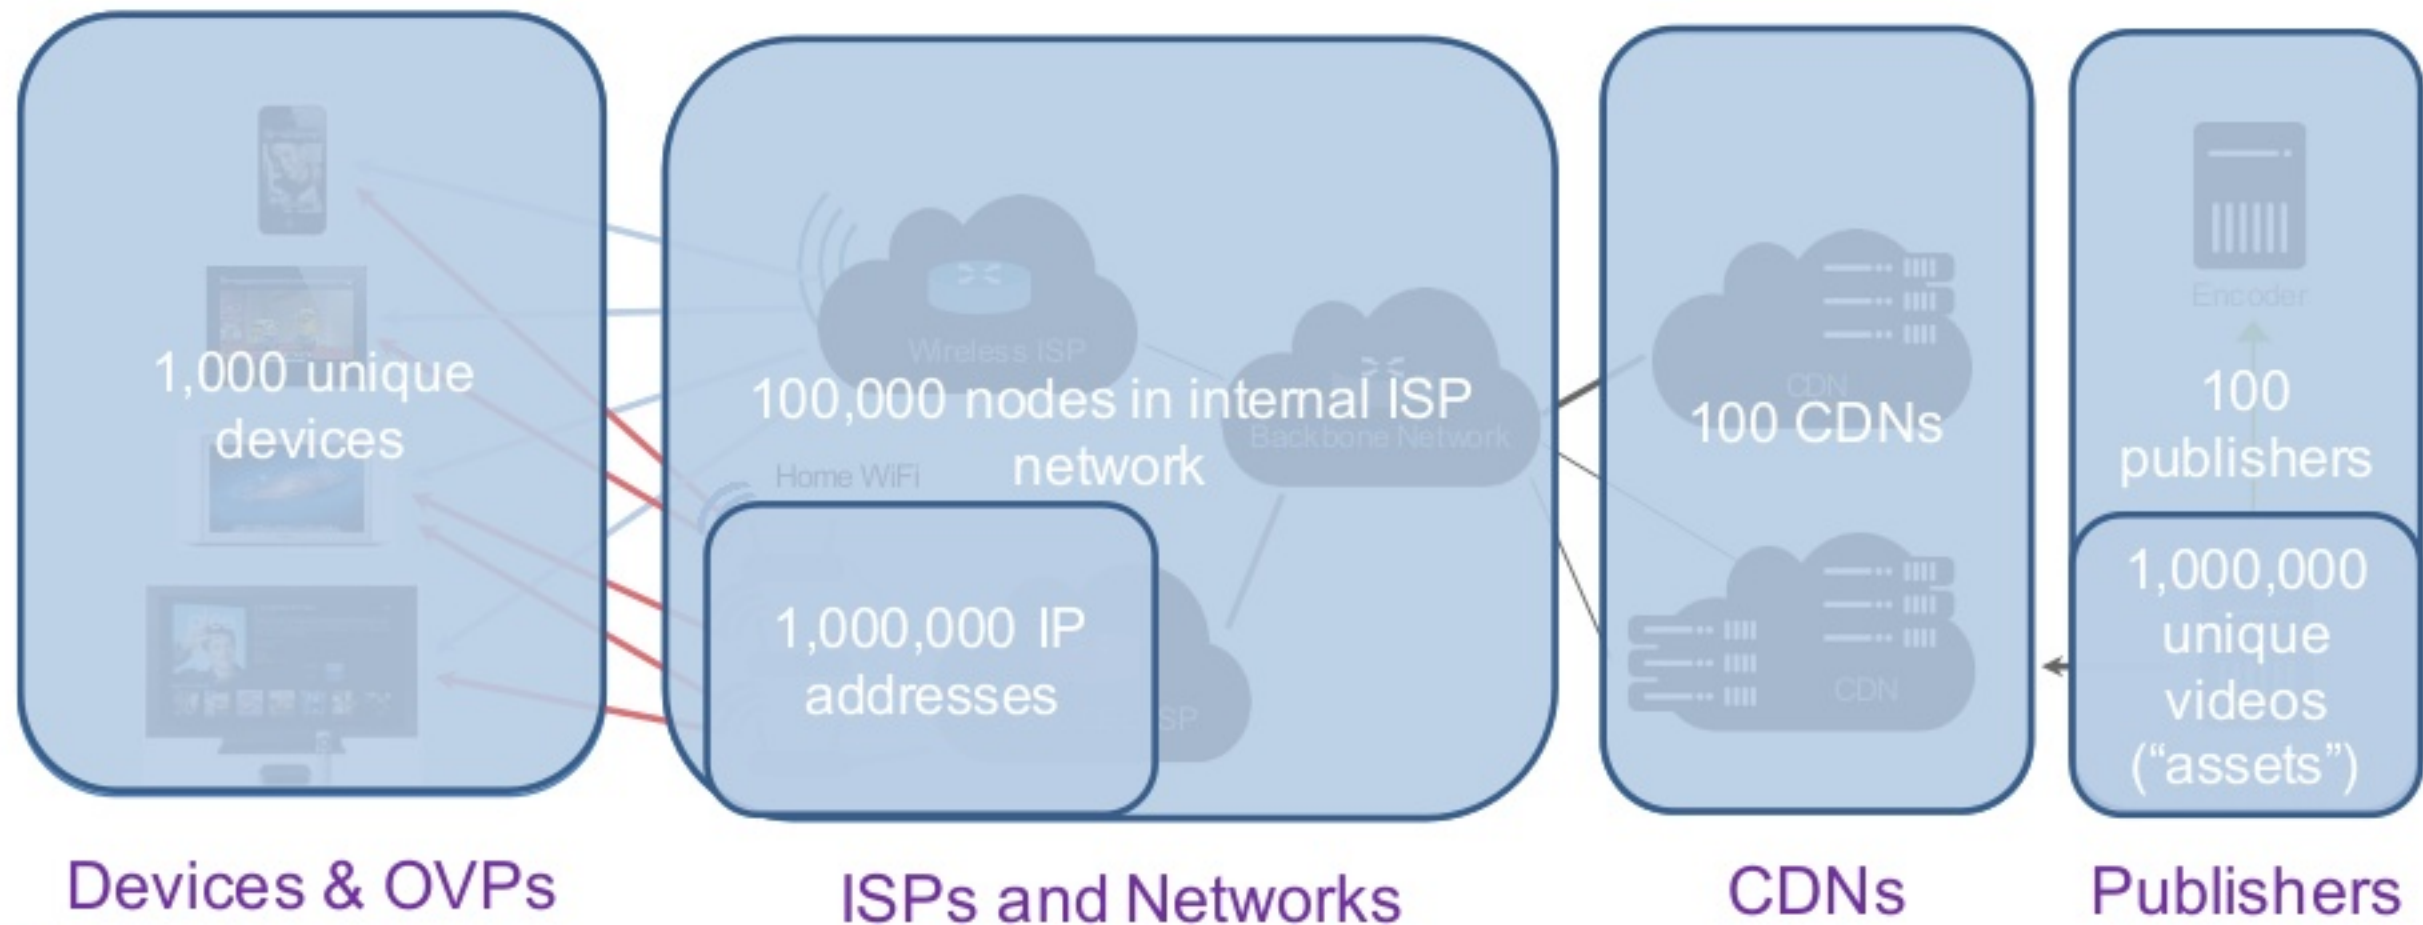 1,000 unique
devices
Wireless ISP
100,000 nodes in internal ISP
network
Backbone Network
Home WiFi
1,000,000 IP
addresses
SP
CDN
100 CDNs
CDN
Encoder
100
publishers
1,000,000
unique
videos
(“assets”)
Devices & OVPs
ISPs and Networks
CDNs
Publishers